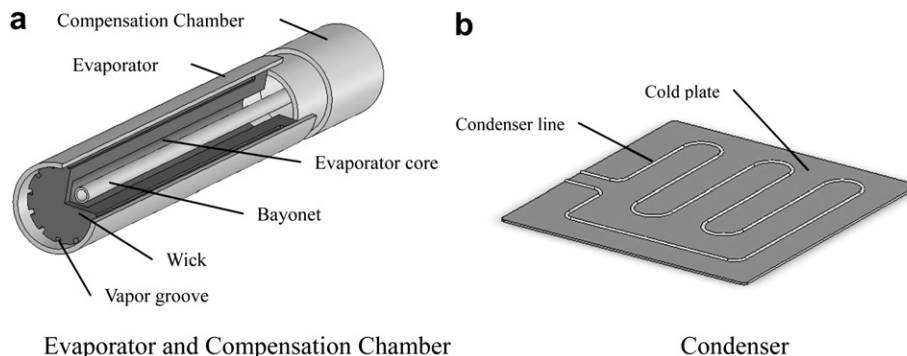 a
Compensation Chamber
Evaporator
Evaporator core
Bayonet
Wick
Vapor groove
Evaporator and Compensation Chamber
b
Cold plate
Condenser line
Condenser